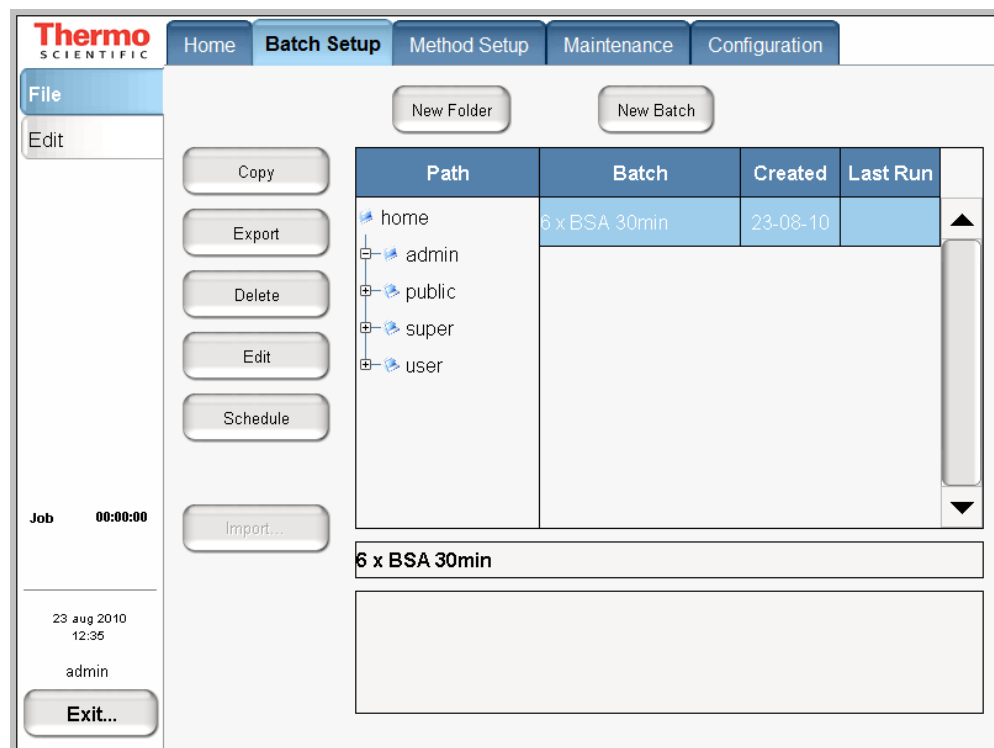 Thermo
SCIENTIFIC
Home Batch Setup Method Setup Maintenance Configuration
File
Edit
New Folder New Batch
Copy
Export
Delete
Edit
Schedule
Import...
Path Batch Created Last Run
home
admin
public
super
user
6 x BSA 30min 23-08-10
6 x BSA 30min
Job 00:00:00
23 aug 2010
12:35
admin
Exit...